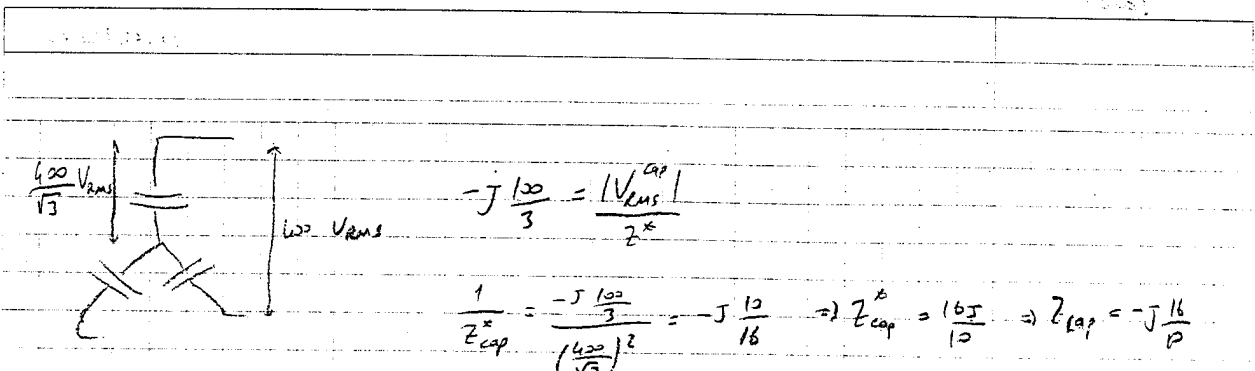 400/√3 V_RMS
400 V_RMS
-J 100/3 = |V_RMS^cap| / Z*
1/Z*_cap = (-J 100/3) / (400/√3)² = -J 10/16 ⇒ Z*_cap = 16J/10 ⇒ Z_cap = -J 16/10